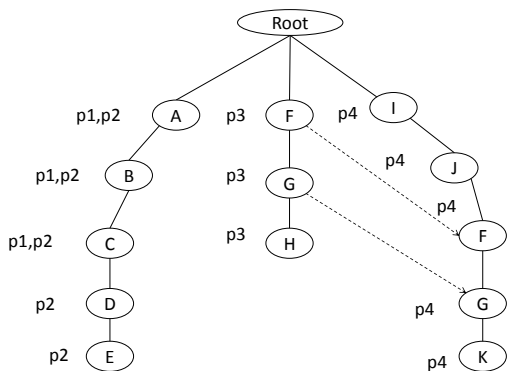 Root
p1,p2 A p3 F p4 I
p1,p2 B p3 G p4 J
p4
p1,p2 C p3 H F
p2 D p4 G
p2 E p4 K